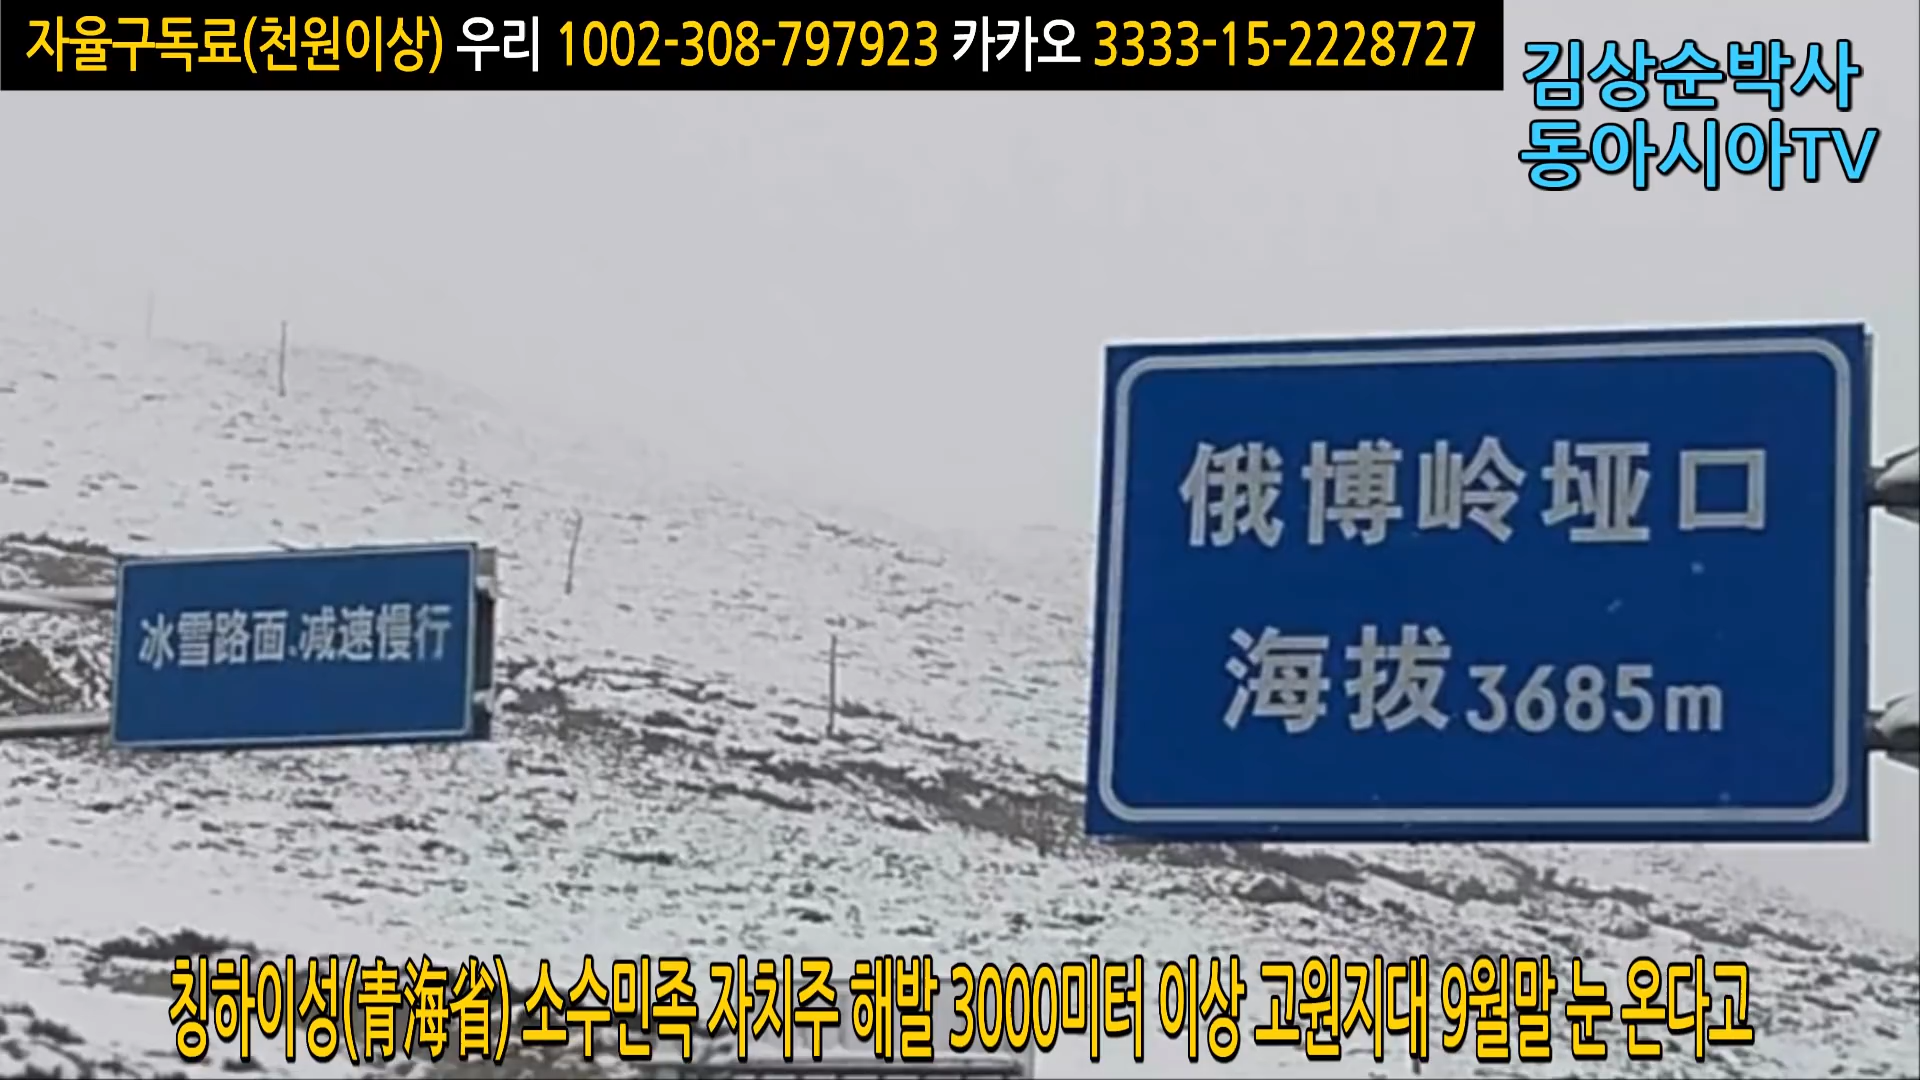 자율구독료(천원이상) 우리 1002-308-797923 카카오 3333-15-2228727
김상순박사
동아시아TV
俄博岭垭口
海拔3685m
冰雪路面、减速慢行
칭하이성(青海省) 소수민족 자치주 해발 3000미터 이상 고원지대 9월말 눈 온다고